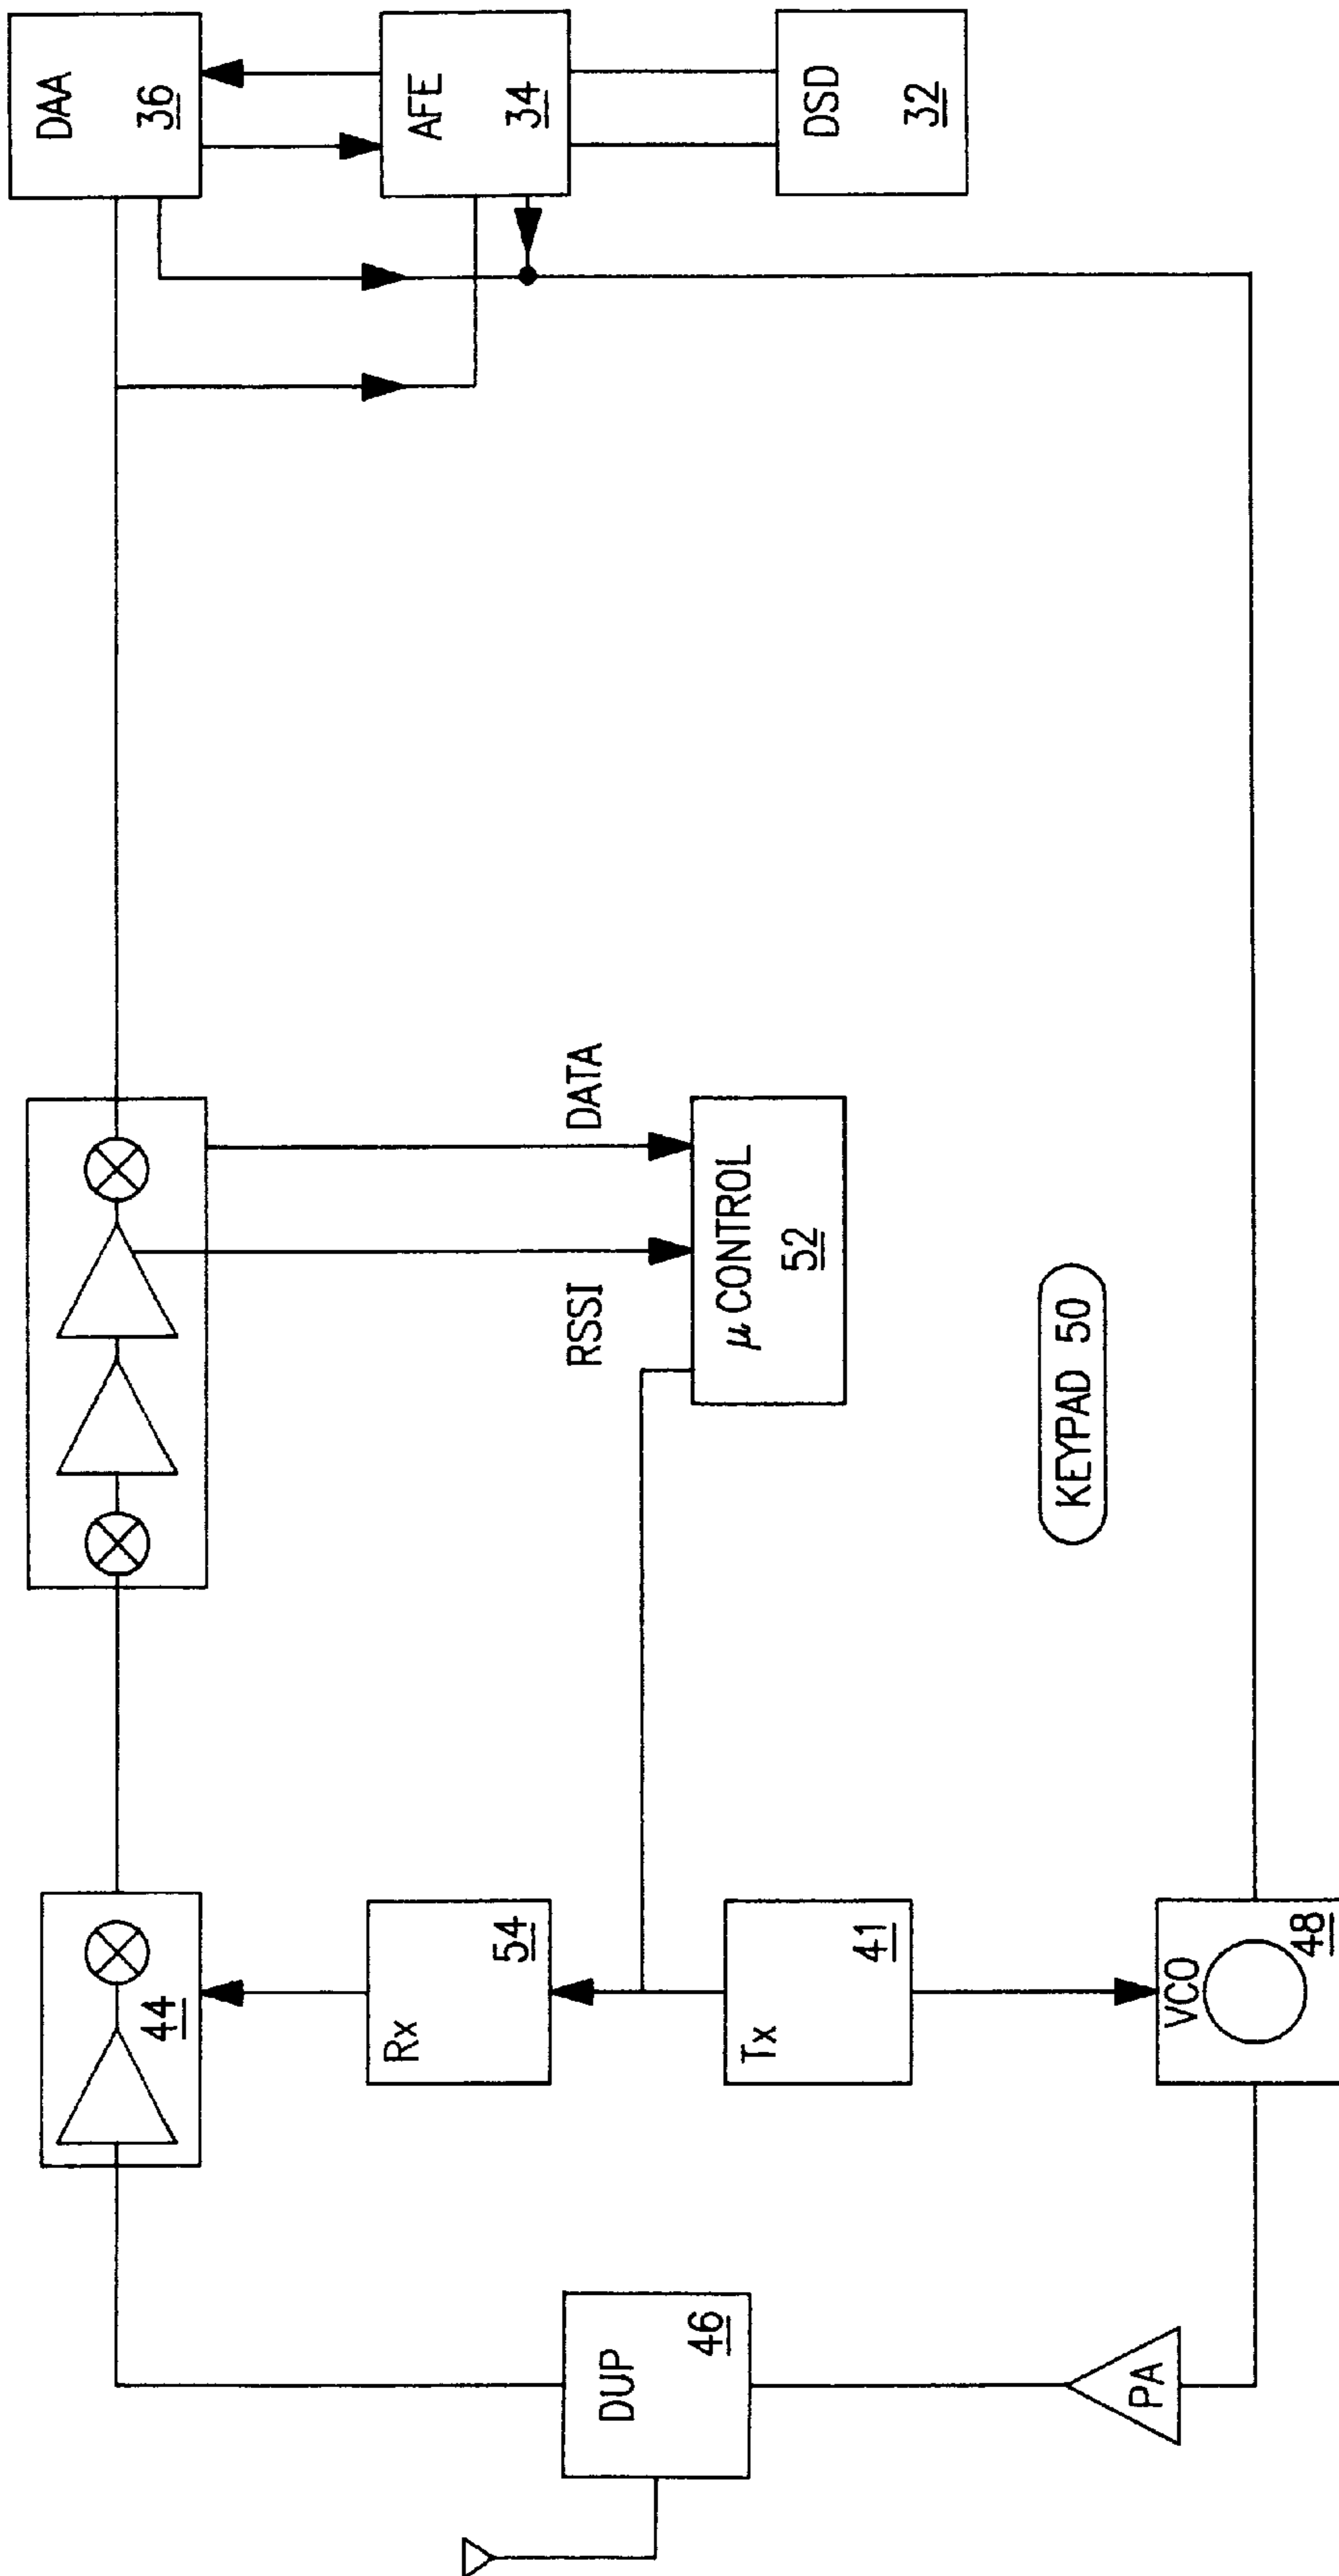 DUP
46
44
Rx
54
Tx
41
PA
VCO
48
RSSI
DATA
μ CONTROL
52
KEYPAD 50
DAA
36
AFE
34
DSD
32